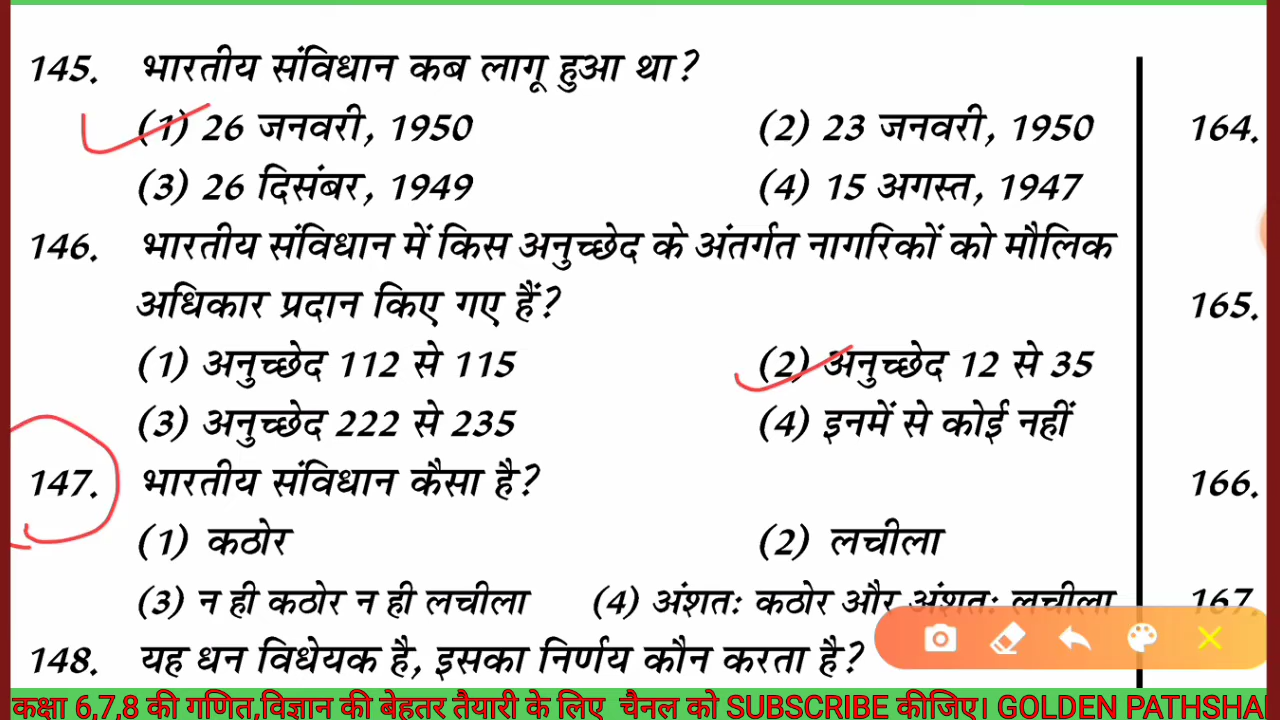 145. भारतीय संविधान कब लागू हुआ था?
(1) 26 जनवरी, 1950 (2) 23 जनवरी, 1950
164.
(3) 26 दिसंबर, 1949 (4) 15 अगस्त, 1947
146. भारतीय संविधान में किस अनुच्छेद के अंतर्गत नागरिकों को मौलिक
अधिकार प्रदान किए गए हैं?
165.
(1) अनुच्छेद 112 से 115 (2) अनुच्छेद 12 से 35
(3) अनुच्छेद 222 से 235 (4) इनमें से कोई नहीं
147. भारतीय संविधान कैसा है?
166.
(1) कठोर (2) लचीला
(3) न ही कठोर न ही लचीला (4) अंशतः कठोर और अंशतः लचीला
167.
148. यह धन विधेयक है, इसका निर्णय कौन करता है?
कक्षा 6,7,8 की गणित,विज्ञान की बेहतर तैयारी के लिए चैनल को SUBSCRIBE कीजिए। GOLDEN PATHSHA